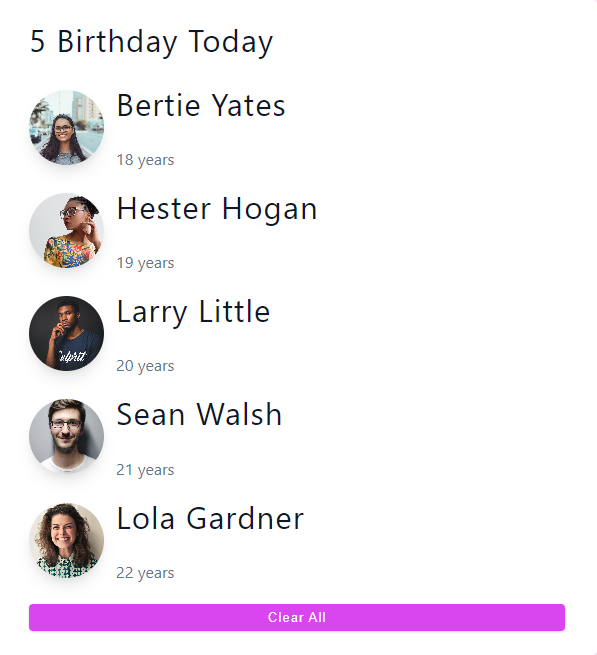 5 Birthday Today
Bertie Yates
18 years
Hester Hogan
19 years
Larry Little
20 years
Sean Walsh
21 years
Lola Gardner
22 years
Clear All